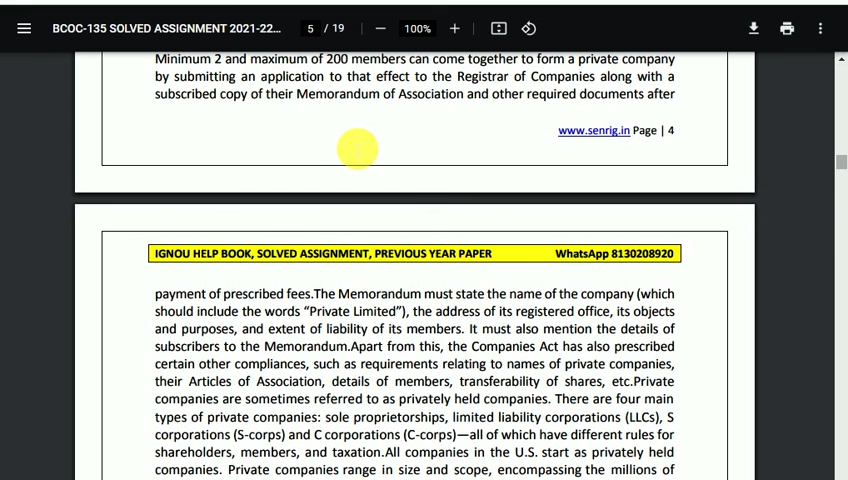 BCOC-135 SOLVED ASSIGNMENT 2021-22... 5 / 19 100%
Minimum 2 and maximum of 200 members can come together to form a private company
by submitting an application to that effect to the Registrar of Companies along with a
subscribed copy of their Memorandum of Association and other required documents after
www.senrig.in Page | 4
IGNOU HELP BOOK, SOLVED ASSIGNMENT, PREVIOUS YEAR PAPER WhatsApp 8130208920
payment of prescribed fees.The Memorandum must state the name of the company (which
should include the words “Private Limited”), the address of its registered office, its objects
and purposes, and extent of liability of its members. It must also mention the details of
subscribers to the Memorandum.Apart from this, the Companies Act has also prescribed
certain other compliances, such as requirements relating to names of private companies,
their Articles of Association, details of members, transferability of shares, etc.Private
companies are sometimes referred to as privately held companies. There are four main
types of private companies: sole proprietorships, limited liability corporations (LLCs), S
corporations (S-corps) and C corporations (C-corps)—all of which have different rules for
shareholders, members, and taxation.All companies in the U.S. start as privately held
companies. Private companies range in size and scope, encompassing the millions of